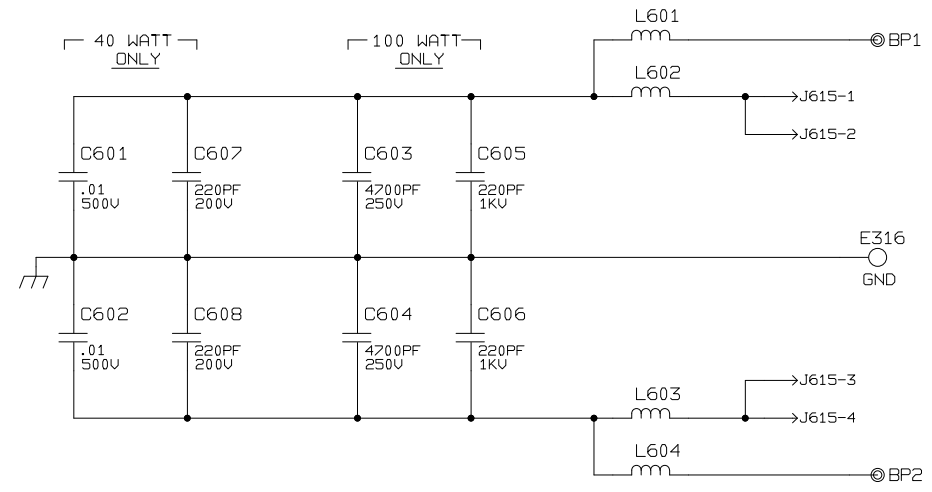 L601
40 WATT
ONLY
100 WATT
ONLY
BP1
L602
J615-1
J615-2
C601
.01
500V
C607
220PF
200V
C603
4700PF
250V
C605
220PF
1KV
E316
GND
C602
.01
500V
C608
220PF
200V
C604
4700PF
250V
C606
220PF
1KV
J615-3
L603
J615-4
L604
BP2